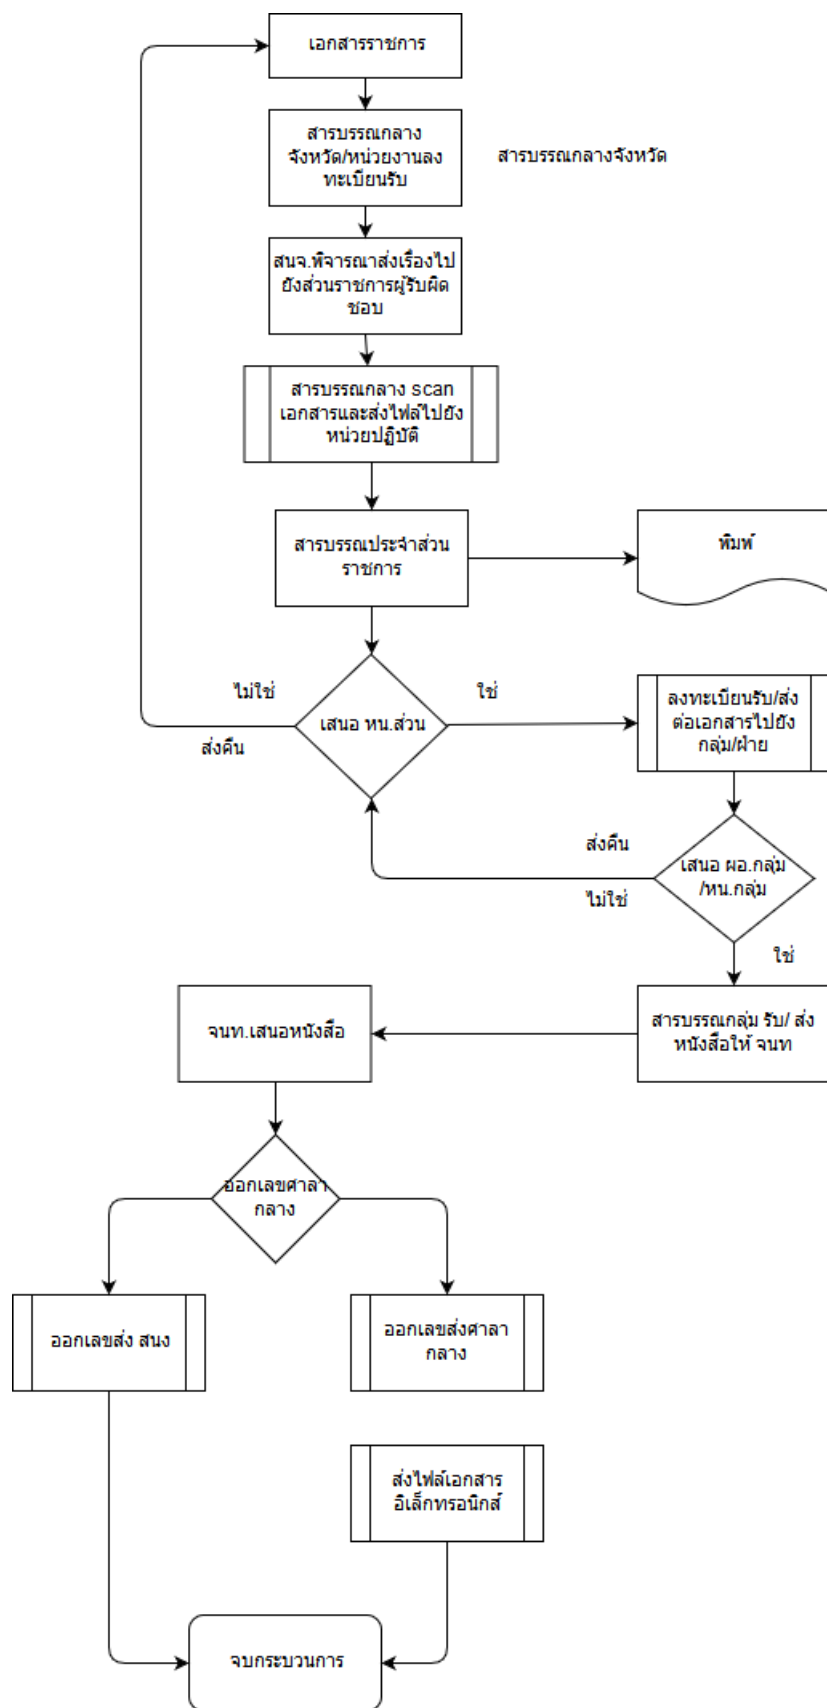 เอกสารราชการ
สารบรรณกลาง
จังหวัด/หน่วยงานลง
ทะเบียนรับ
สารบรรณกลางจังหวัด
สนจ.พิจารณาส่งเรื่องไป
ยังส่วนราชการผู้รับผิด
ชอบ
สารบรรณกลาง scan
เอกสารและส่งไฟล์ไปยัง
หน่วยปฏิบัติ
สารบรรณประจำส่วน
ราชการ
พิมพ์
ไม่ใช่
ใช่
เสนอ หน.ส่วน
ส่งคืน
ลงทะเบียนรับ/ส่ง
ต่อเอกสารไปยัง
กลุ่ม/ฝ่าย
ส่งคืน
ไม่ใช่
เสนอ ผอ.กลุ่ม
/หน.กลุ่ม
ใช่
สารบรรณกลุ่ม รับ/ ส่ง
หนังสือให้ จนท
จนท.เสนอหนังสือ
ออกเลขศาลา
กลาง
ออกเลขส่ง สนง
ออกเลขส่งศาลา
กลาง
ส่งไฟล์เอกสาร
อิเล็กทรอนิกส์
จบกระบวนการ